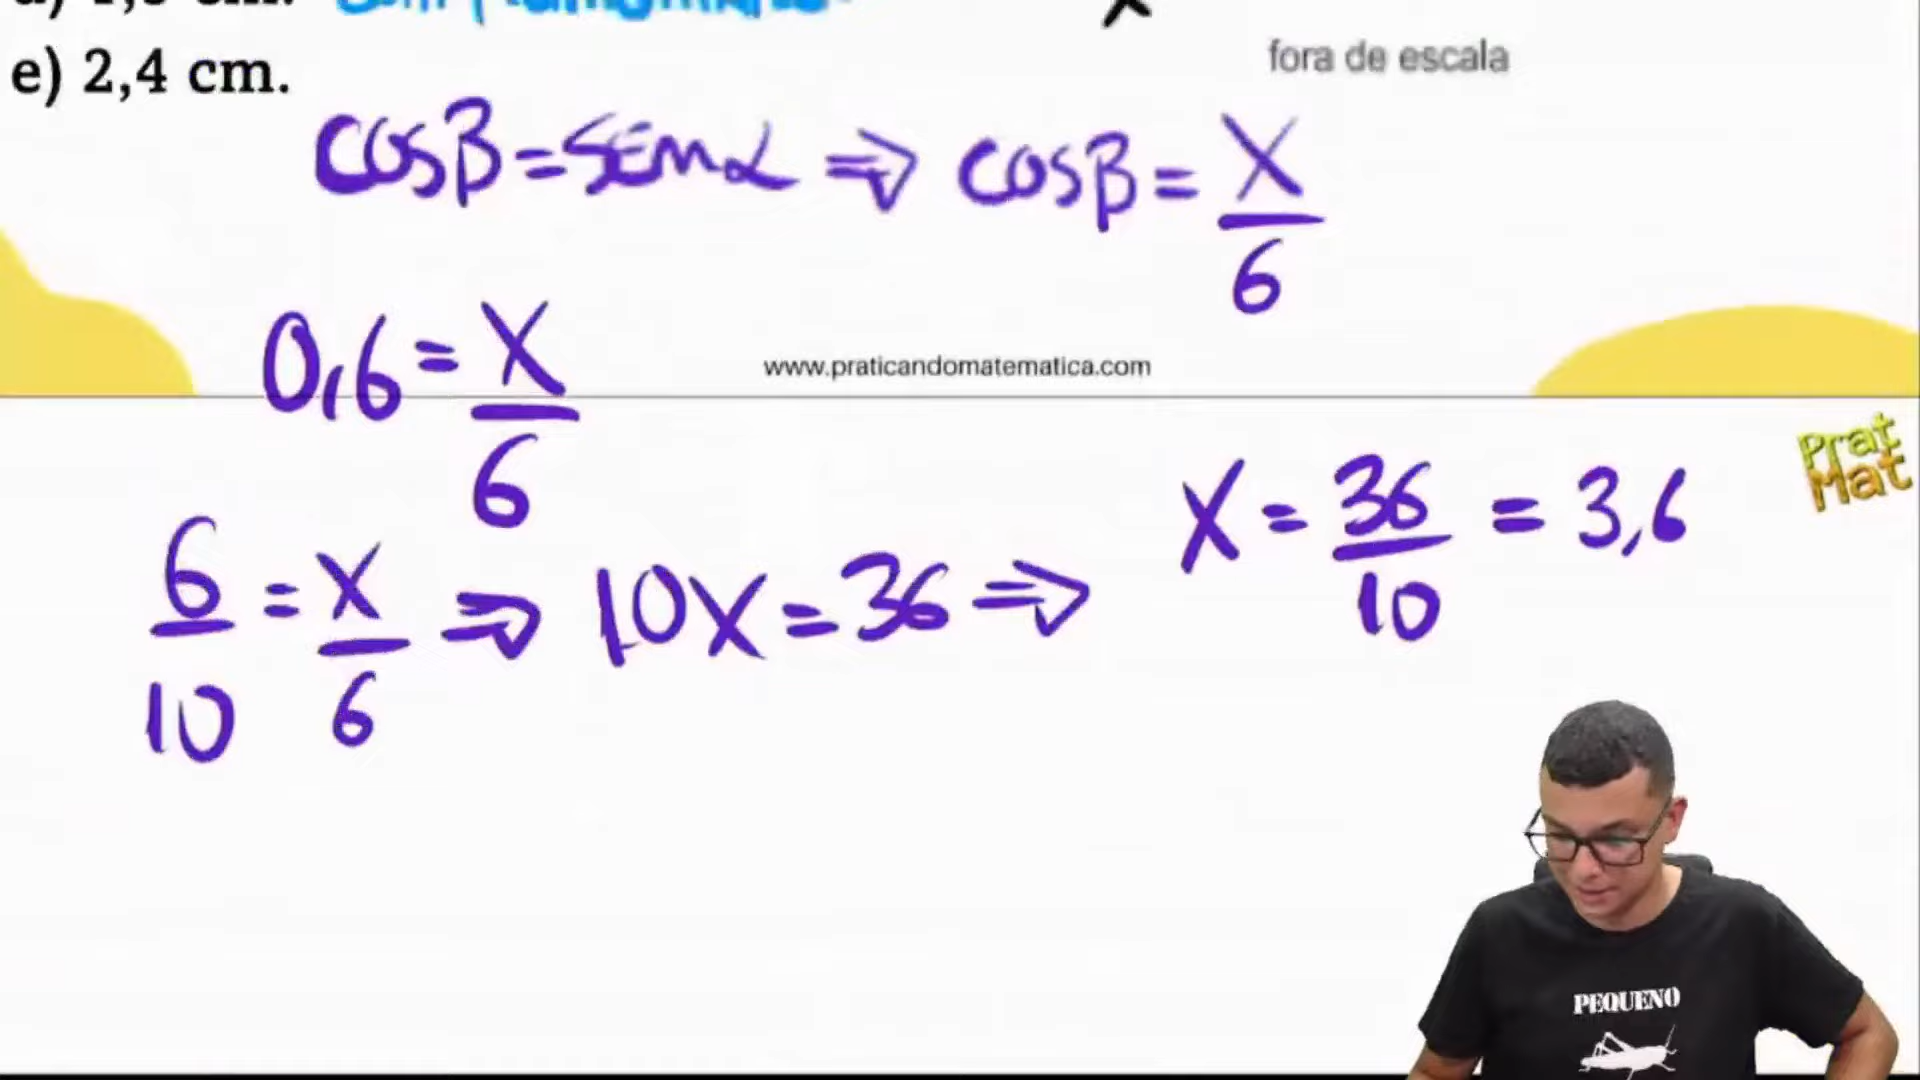 e) 2,4 cm.
fora de escala
cosβ = SENα ⇒ cosβ = X/6
0,6 = X/6
www.praticandomatematica.com
Prat
Mat
6/10 = X/6 ⇒ 10X = 36 ⇒ X = 36/10 = 3,6
PEQUENO